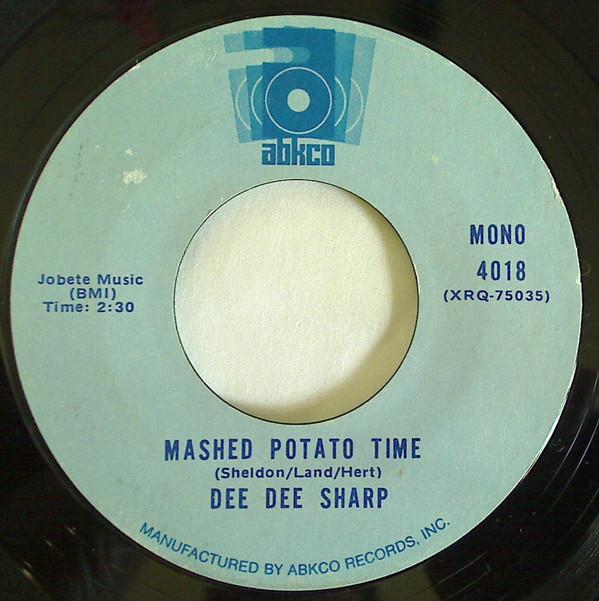 abkco
MONO
4018
(XRQ-75035)
Jobete Music
(BMI)
Time: 2:30
MASHED POTATO TIME
(Sheldon/Land/Hert)
DEE DEE SHARP
MANUFACTURED BY ABKCO RECORDS, INC.